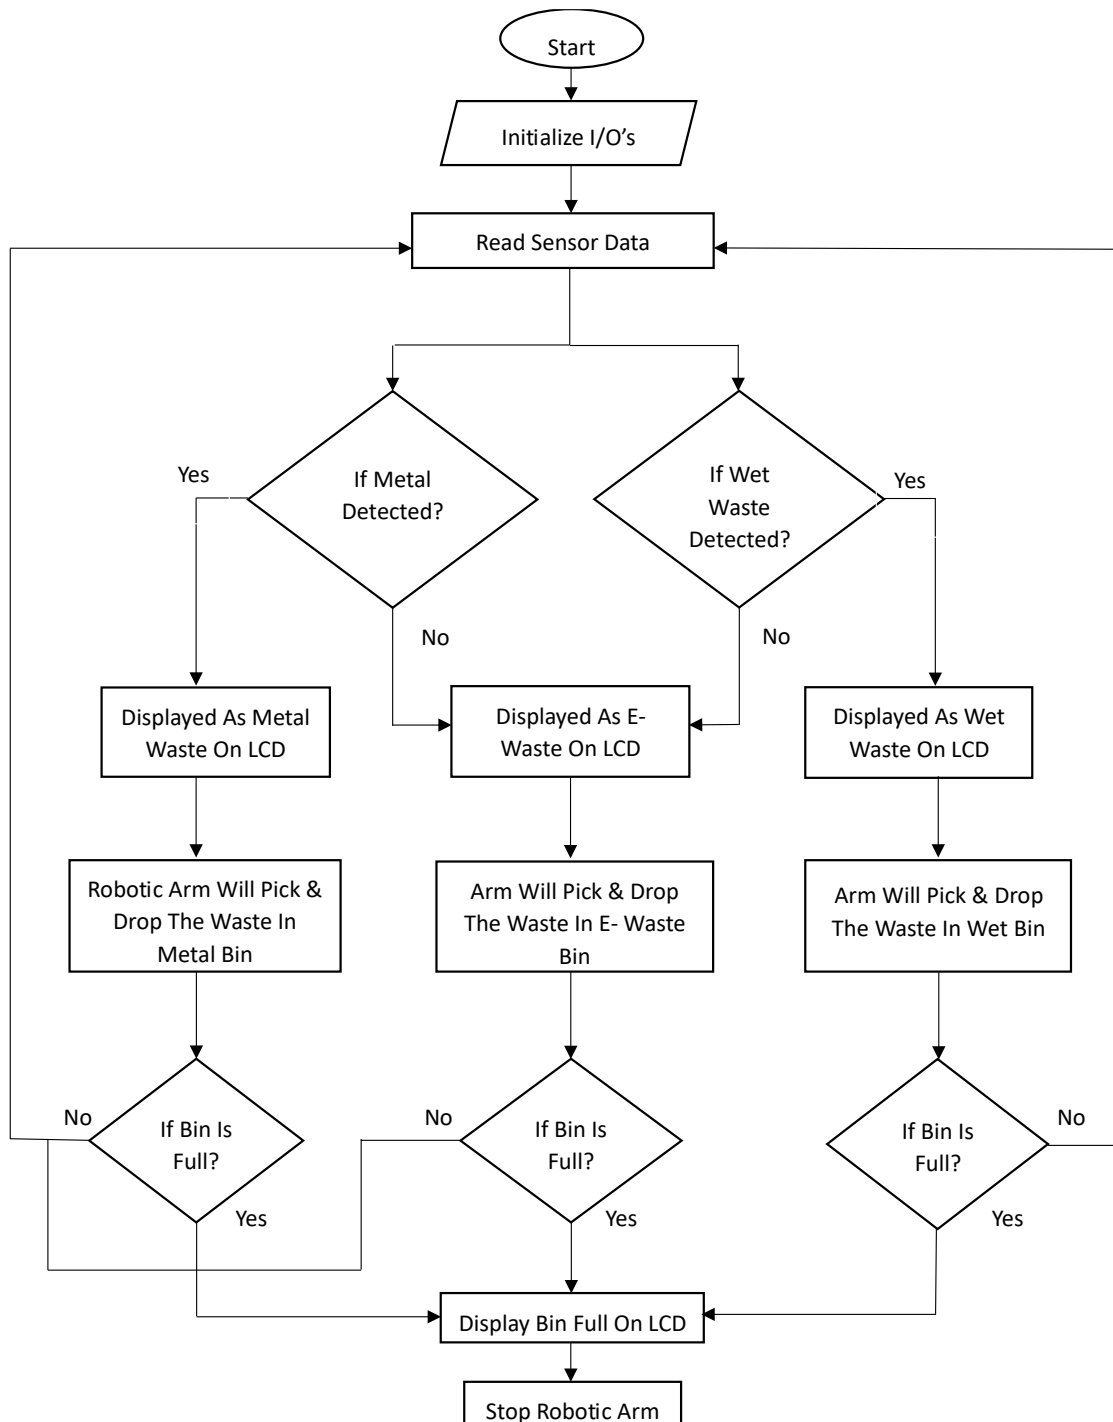 Start
Initialize I/O’s
Read Sensor Data
Yes
If Metal
Detected?
If Wet
Waste
Detected?
Yes
No
No
Displayed As Metal
Waste On LCD
Displayed As E-
Waste On LCD
Displayed As Wet
Waste On LCD
Robotic Arm Will Pick &
Drop The Waste In
Metal Bin
Arm Will Pick & Drop
The Waste In E- Waste
Bin
Arm Will Pick & Drop
The Waste In Wet Bin
No
If Bin Is
Full?
No
If Bin Is
Full?
If Bin Is
Full?
No
Yes
Yes
Yes
Display Bin Full On LCD
Stop Robotic Arm